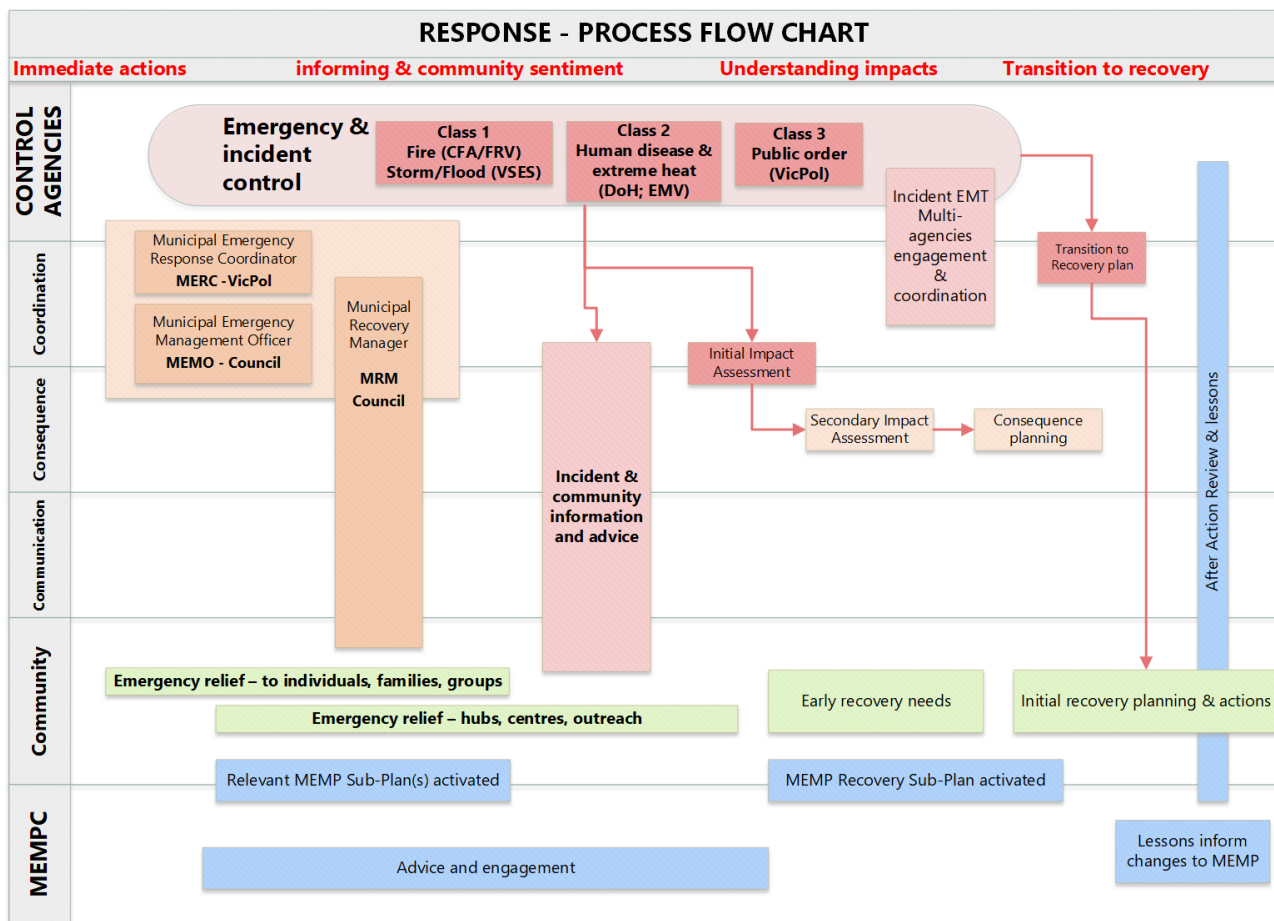 RESPONSE - PROCESS FLOW CHART
Immediate actions
informing & community sentiment
Understanding impacts
Transition to recovery
CONTROL
AGENCIES
Emergency &
incident
control
Class 1
Fire (CFA/FRV)
Storm/Flood (VSES)
Class 2
Human disease &
extreme heat
(DoH; EMV)
Class 3
Public order
(VicPol)
Incident EMT
Multi-
agencies
engagement
&
coordination
Transition to
Recovery plan
Coordination
Municipal Emergency
Response Coordinator
MERC -VicPol
Municipal Emergency
Management Officer
MEMO - Council
Municipal
Recovery
Manager
MRM
Council
Initial Impact
Assessment
Consequence
Secondary Impact
Assessment
Consequence
planning
Incident &
community
information
and advice
After Action Review & lessons
Communication
Community
Emergency relief – to individuals, families, groups
Emergency relief – hubs, centres, outreach
Early recovery needs
Initial recovery planning & actions
Relevant MEMP Sub-Plan(s) activated
MEMP Recovery Sub-Plan activated
MEMPC
Advice and engagement
Lessons inform
changes to MEMP